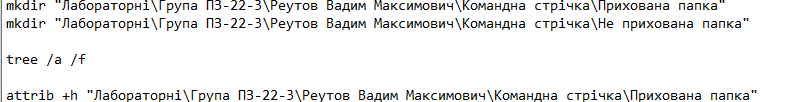 mkdir "Лабораторні\Група ПЗ-22-3\Реутов Вадим Максимович\Командна стрічка\Прихована папка"
mkdir "Лабораторні\Група ПЗ-22-3\Реутов Вадим Максимович\Командна стрічка\Не прихована папка"
tree /a /f
attrib +h "Лабораторні\Група ПЗ-22-3\Реутов Вадим Максимович\Командна стрічка\Прихована папка"